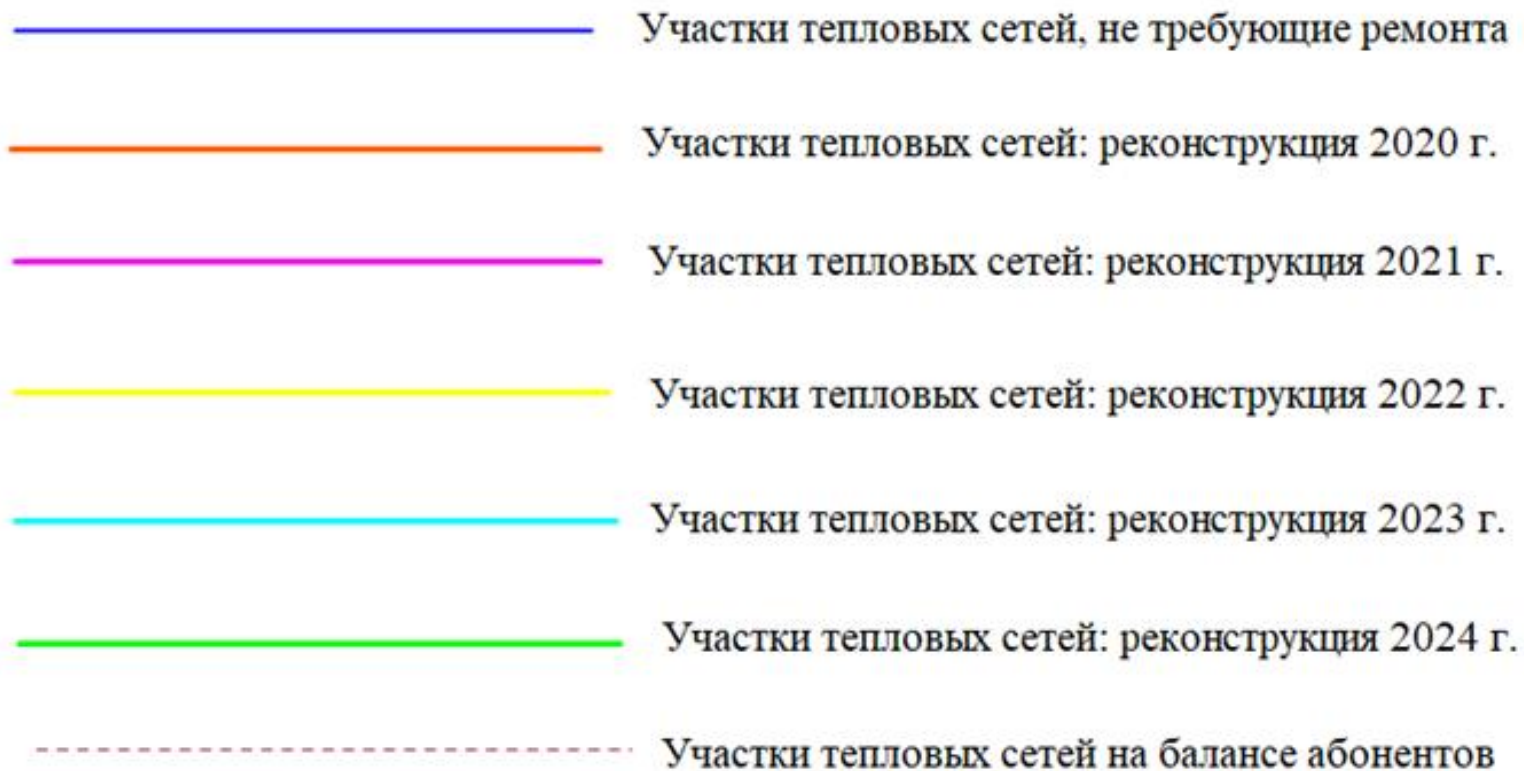 Участки тепловых сетей, не требующие ремонта
Участки тепловых сетей: реконструкция 2020 г.
Участки тепловых сетей: реконструкция 2021 г.
Участки тепловых сетей: реконструкция 2022 г.
Участки тепловых сетей: реконструкция 2023 г.
Участки тепловых сетей: реконструкция 2024 г.
Участки тепловых сетей на балансе абонентов